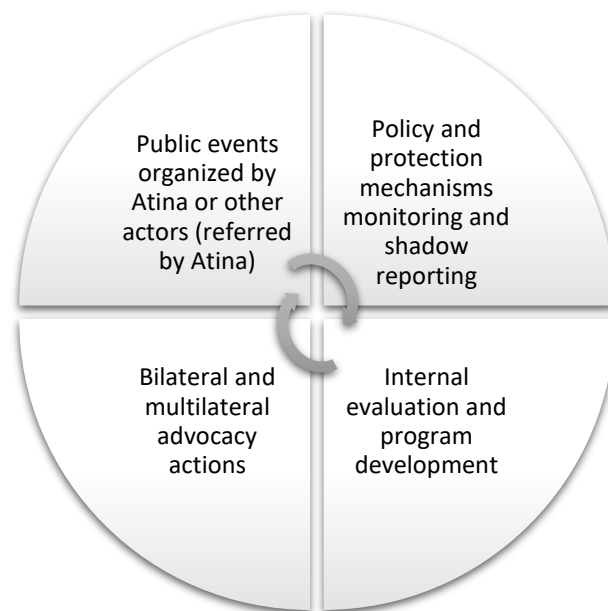 Public events
organized by
Atina or other
actors (referred
by Atina)
Policy and
protection
mechanisms
monitoring and
shadow
reporting
Bilateral and
multilateral
advocacy
actions
Internal
evaluation and
program
development